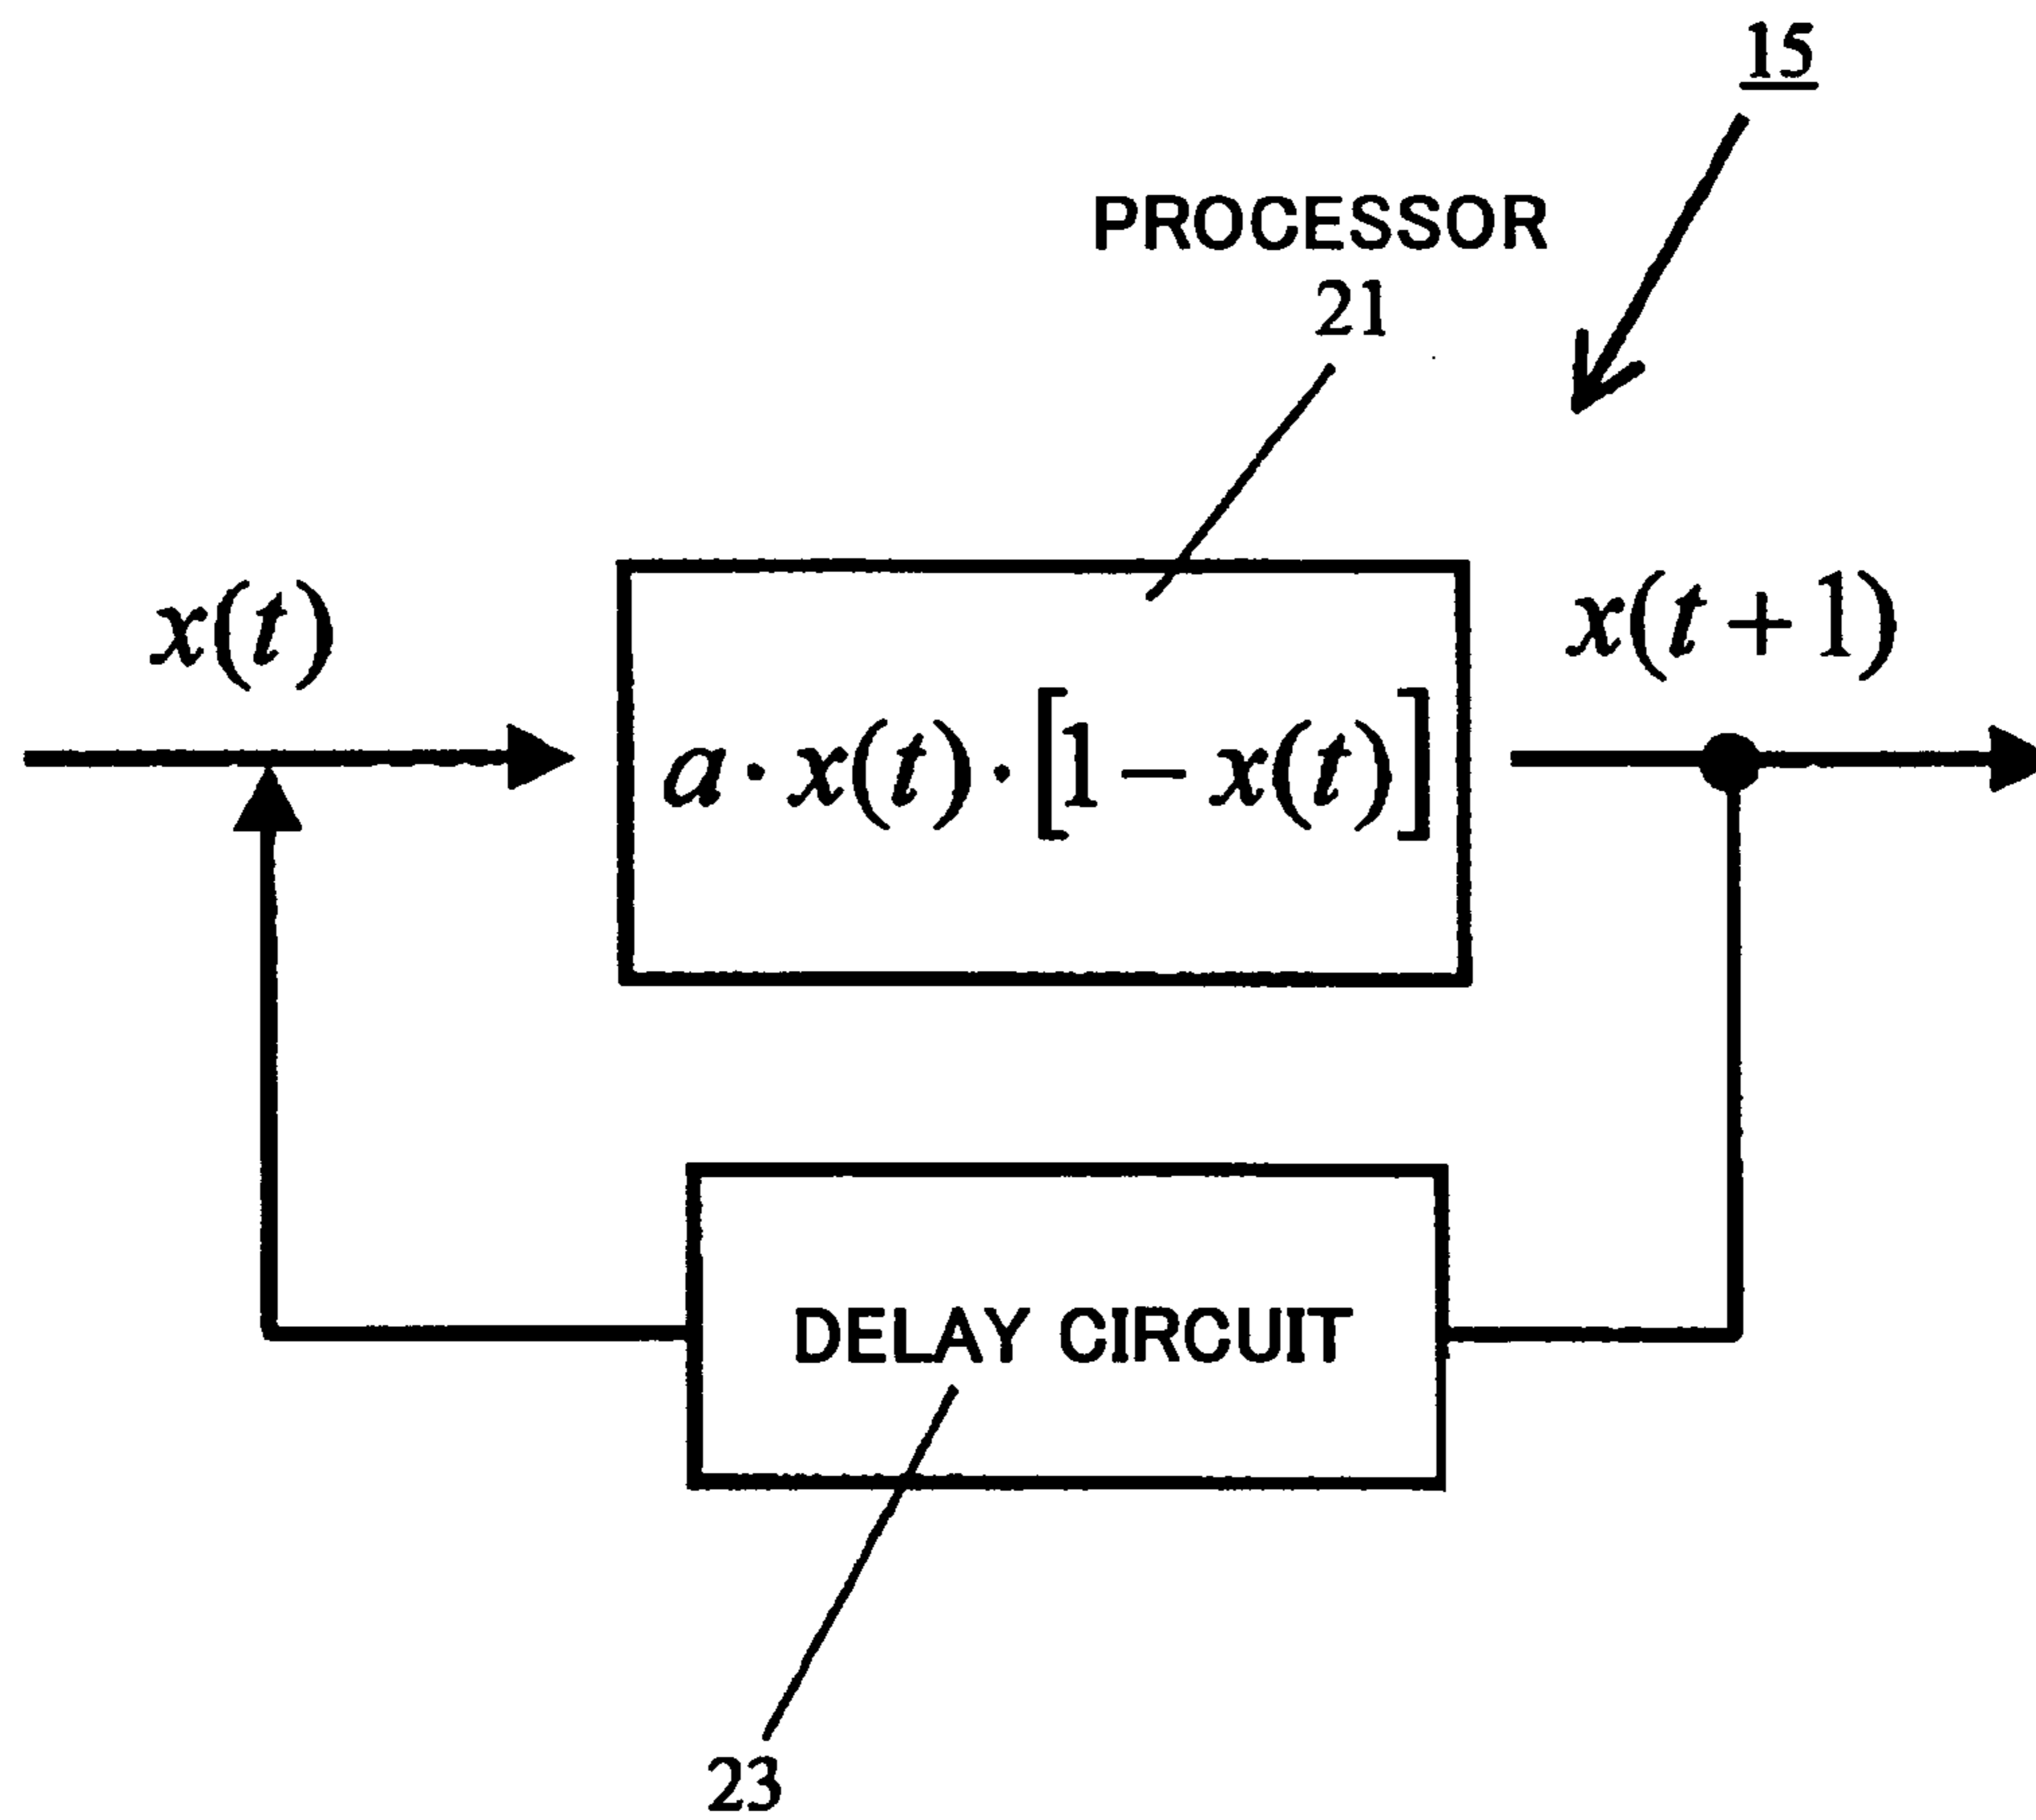 15
PROCESSOR
21
x(t)
x(t + 1)
a · x(t) · [1 − x(t)]
DELAY CIRCUIT
23